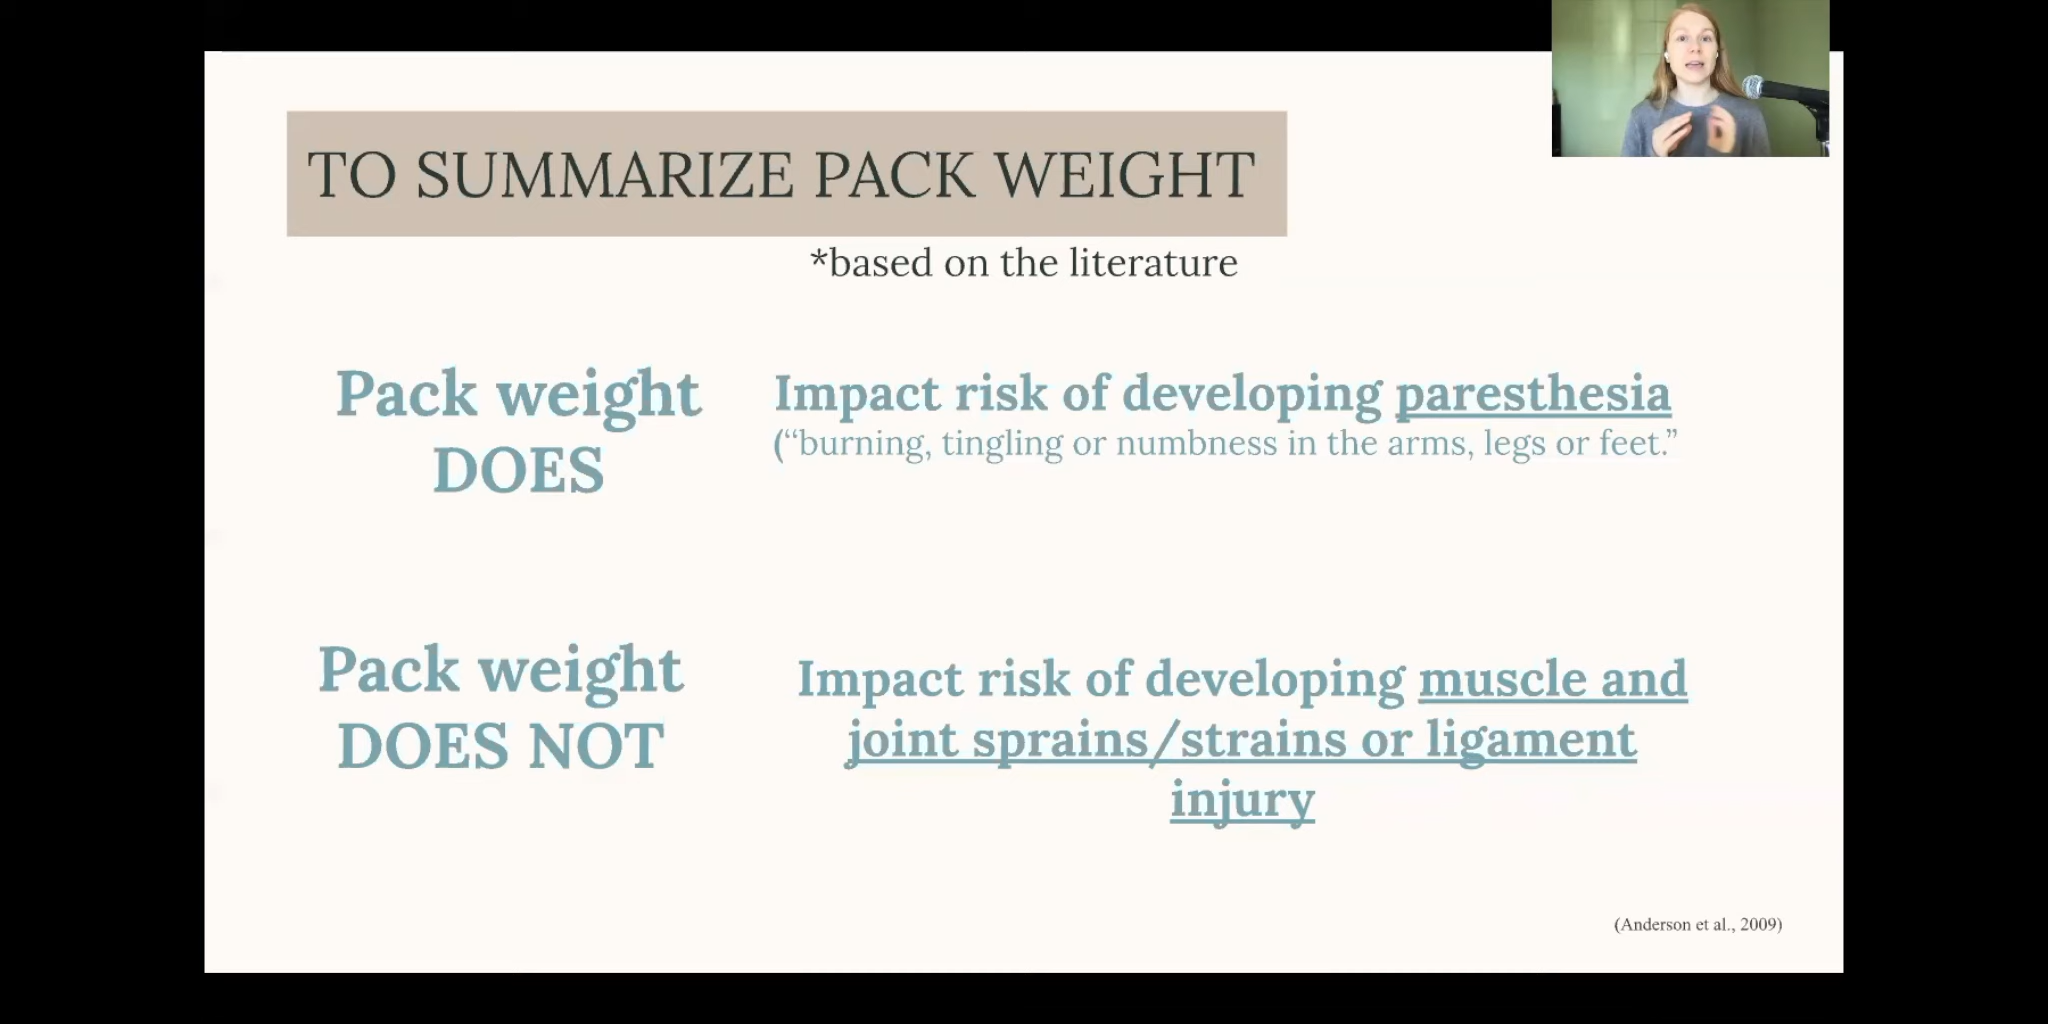 TO SUMMARIZE PACK WEIGHT
*based on the literature
Pack weight
DOES
Impact risk of developing paresthesia
(“burning, tingling or numbness in the arms, legs or feet.”
Pack weight
DOES NOT
Impact risk of developing muscle and
joint sprains/strains or ligament
injury
(Anderson et al., 2009)